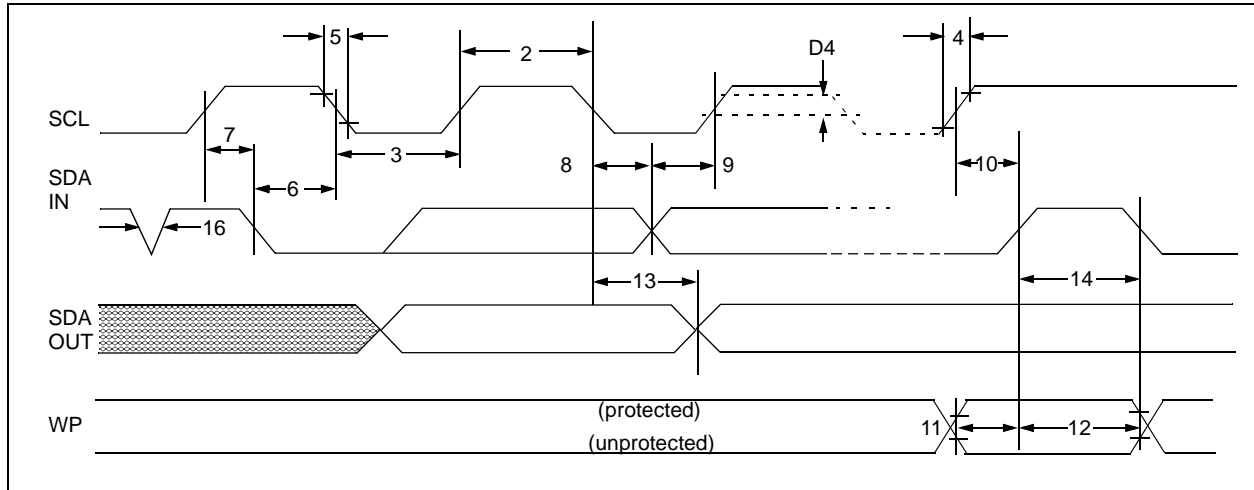 5
2
D4
4
SCL
7
3
8
9
10
SDA
IN
6
16
13
14
SDA
OUT
WP
(protected)
(unprotected)
11
12